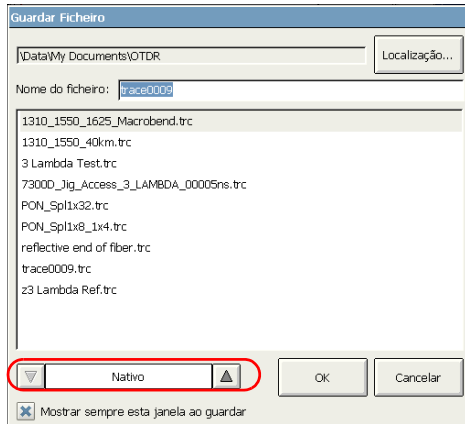 Guardar Ficheiro
\Data\My Documents\OTDR
Localização...
Nome do ficheiro: trace0009
1310_1550_1625_Macrobend.trc
1310_1550_40km.trc
3 Lambda Test.trc
7300D_Jig_Access_3_LAMBDA_00005ns.trc
PON_Spl1x32.trc
PON_Spl1x8_1x4.trc
reflective end of fiber.trc
trace0009.trc
z3 Lambda Ref.trc
Nativo
OK
Cancelar
Mostrar sempre esta janela ao guardar